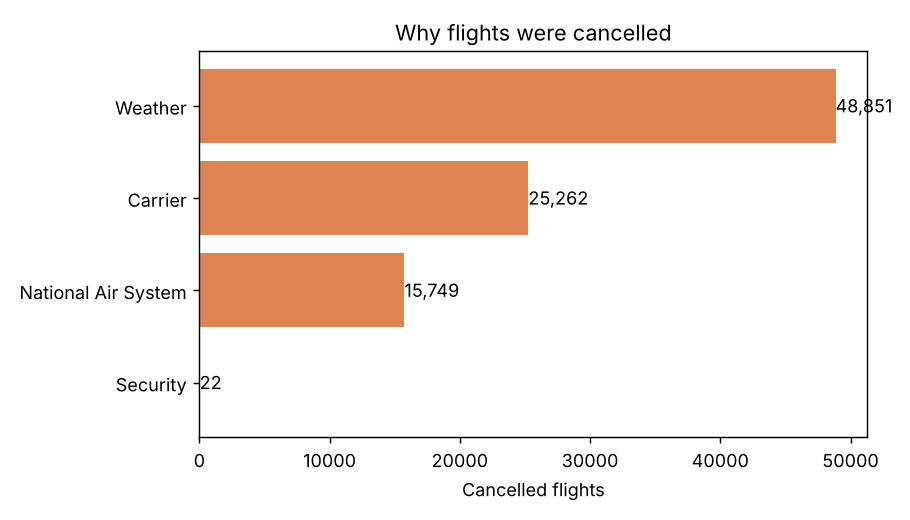 Why flights were cancelled
Weather 48,851
Carrier 25,262
National Air System 15,749
Security 22
0 10000 20000 30000 40000 50000
Cancelled flights